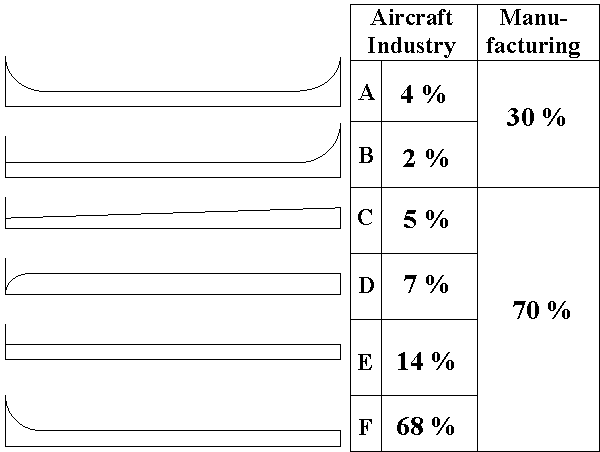 Aircraft Manu-
Industry facturing
A 4 %
30 %
B 2 %
C 5 %
D 7 %
70 %
E 14 %
F 68 %